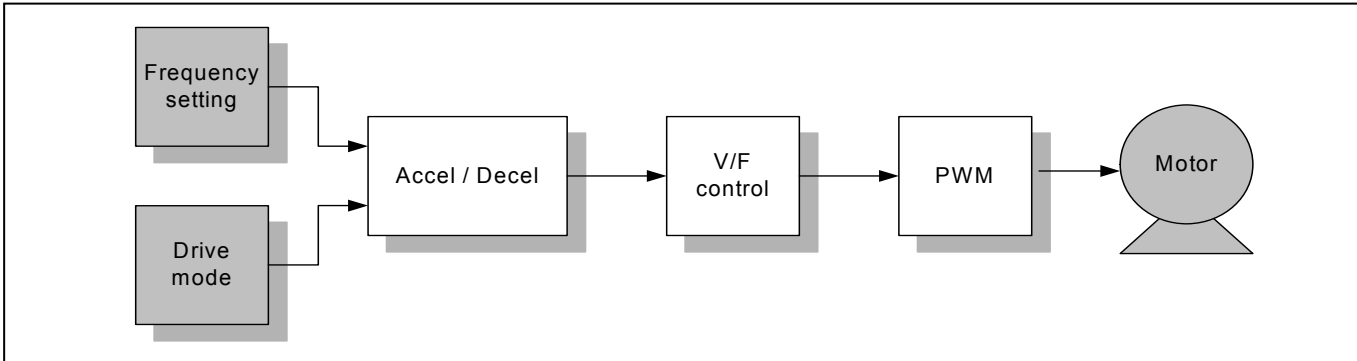 Frequency
setting
Drive
mode
Accel / Decel
V/F
control
PWM
Motor